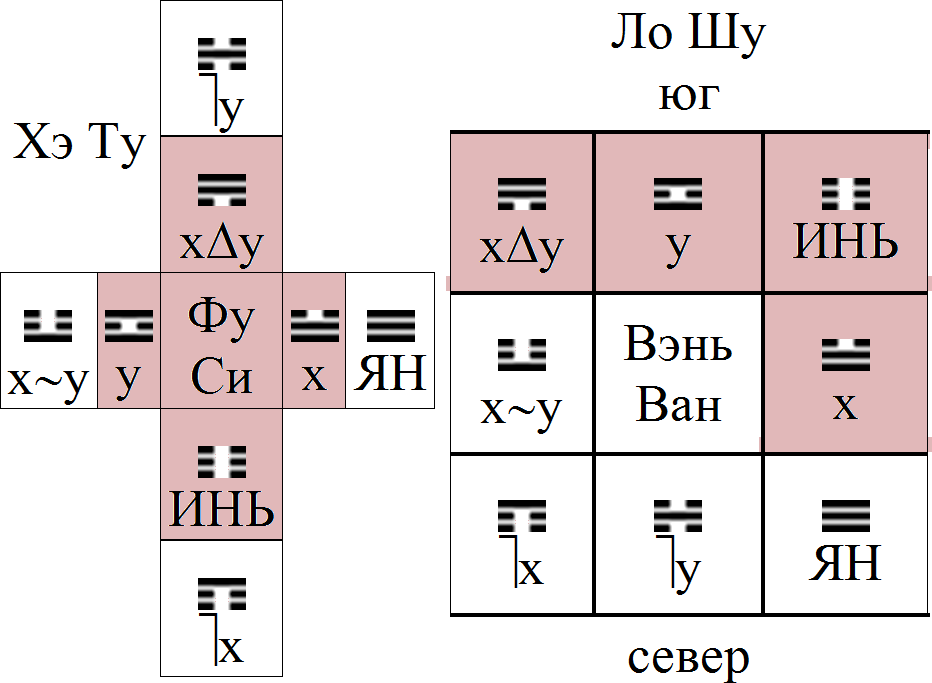 Хэ Ту
☵
⏋y
☴
x∆y
☳
x~y
☲
y
Фу
Си
☱
x
☰
ЯН
☷
ИНЬ
☶
⏋x
Ло Шу
юг
☴
x∆y
☲
y
☷
ИНЬ
☳
x~y
Вэнь
Ван
☱
x
☶
⏋x
☵
⏋y
☰
ЯН
север